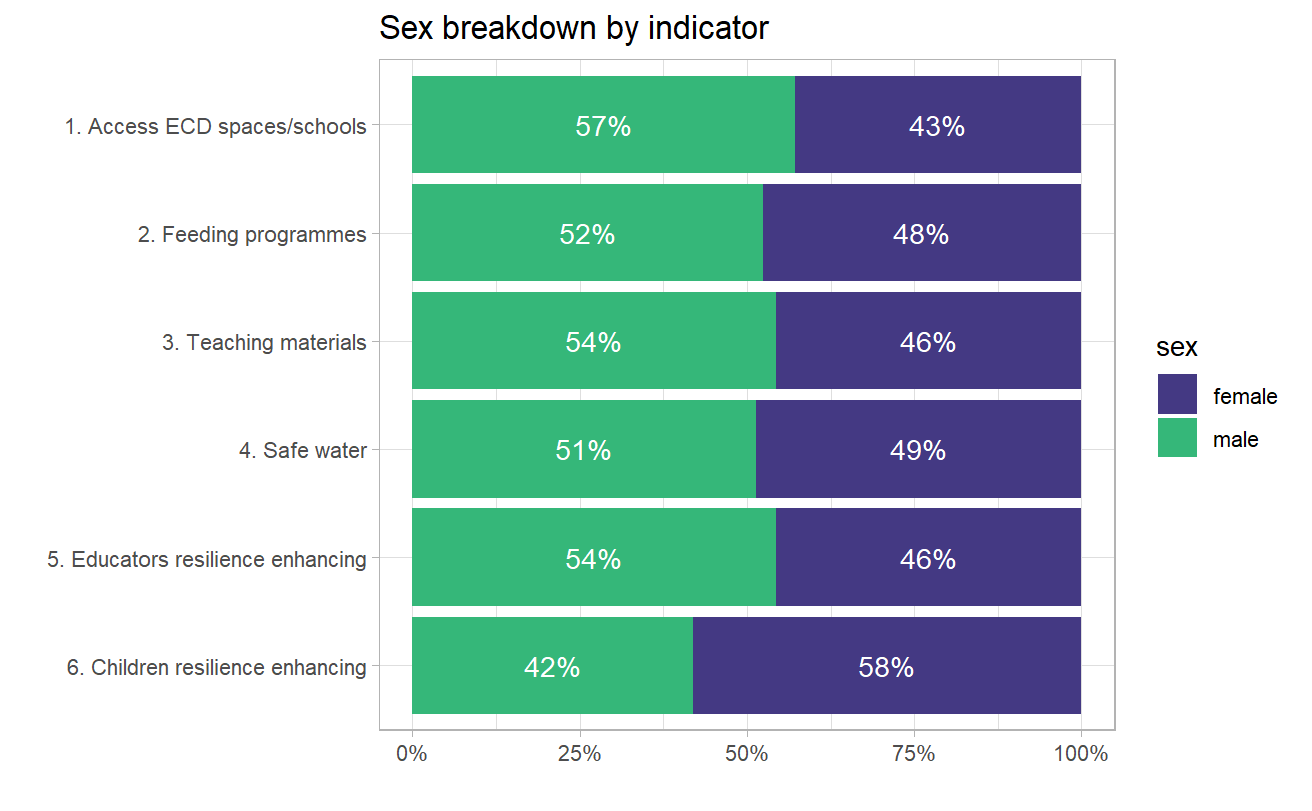 Sex breakdown by indicator
1. Access ECD spaces/schools
57%
43%
2. Feeding programmes
52%
48%
3. Teaching materials
54%
46%
4. Safe water
51%
49%
5. Educators resilience enhancing
54%
46%
6. Children resilience enhancing
42%
58%
0%
25%
50%
75%
100%
sex
female
male